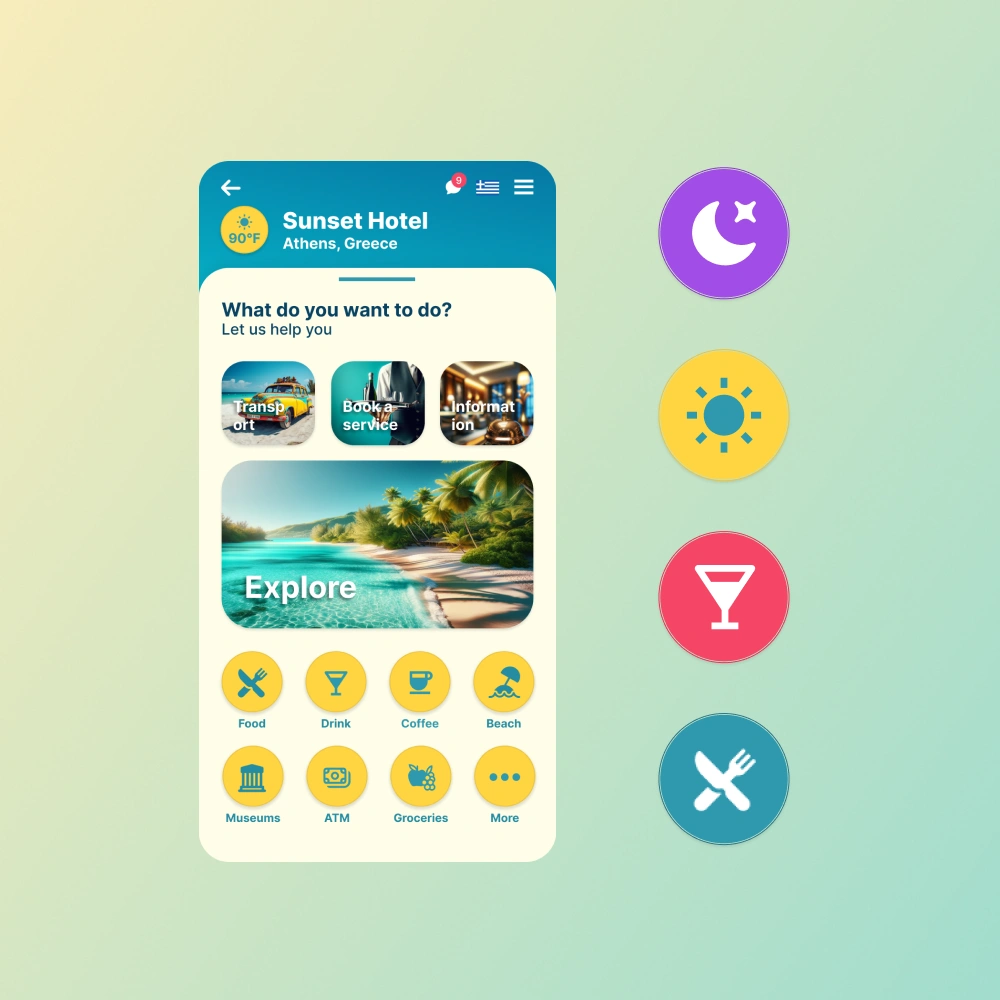 9
90°F
Sunset Hotel
Athens, Greece
What do you want to do?
Let us help you
Transp
ort
Book a
service
Informat
ion
Explore
Food
Drink
Coffee
Beach
Museums
ATM
Groceries
More